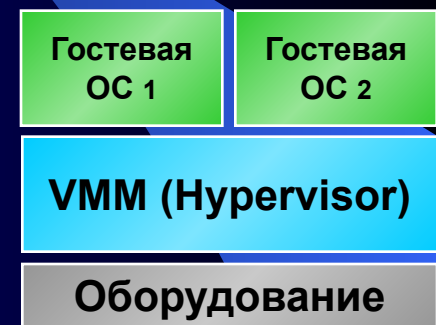 Гостевая
ОС 1
Гостевая
ОС 2
VMM (Hypervisor)
Оборудование